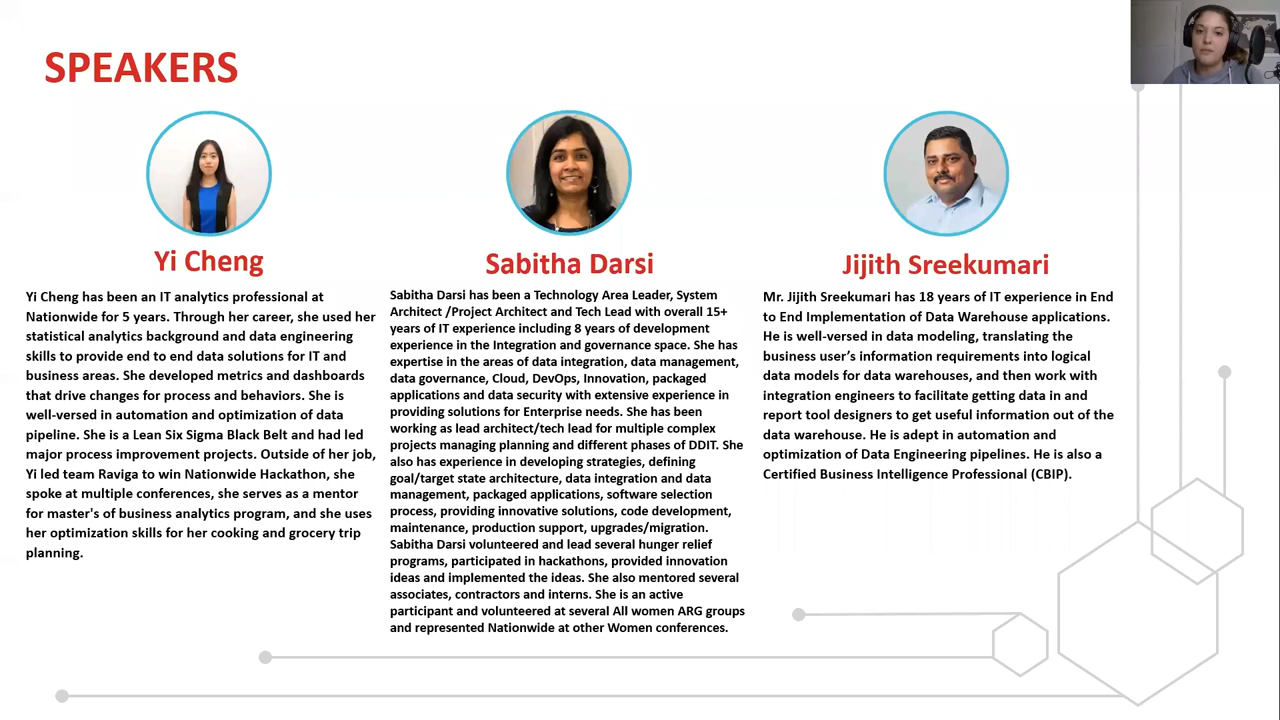 SPEAKERS
Yi Cheng
Yi Cheng has been an IT analytics professional at
Nationwide for 5 years. Through her career, she used her
statistical analytics background and data engineering
skills to provide end to end data solutions for IT and
business areas. She developed metrics and dashboards
that drive changes for process and behaviors. She is
well-versed in automation and optimization of data
pipeline. She is a Lean Six Sigma Black Belt and had led
major process improvement projects. Outside of her job,
Yi led team Raviga to win Nationwide Hackathon, she
spoke at multiple conferences, she serves as a mentor
for master's of business analytics program, and she uses
her optimization skills for her cooking and grocery trip
planning.
Sabitha Darsi
Sabitha Darsi has been a Technology Area Leader, System
Architect /Project Architect and Tech Lead with overall 15+
years of IT experience including 8 years of development
experience in the Integration and governance space. She has
expertise in the areas of data integration, data management,
data governance, Cloud, DevOps, Innovation, packaged
applications and data security with extensive experience in
providing solutions for Enterprise needs. She has been
working as lead architect/tech lead for multiple complex
projects managing planning and different phases of DDIT. She
also has experience in developing strategies, defining
goal/target state architecture, data integration and data
management, packaged applications, software selection
process, providing innovative solutions, code development,
maintenance, production support, upgrades/migration.
Sabitha Darsi volunteered and lead several hunger relief
programs, participated in hackathons, provided innovation
ideas and implemented the ideas. She also mentored several
associates, contractors and interns. She is an active
participant and volunteered at several All women ARG groups
and represented Nationwide at other Women conferences.
Jijith Sreekumari
Mr. Jijith Sreekumari has 18 years of IT experience in End
to End Implementation of Data Warehouse applications.
He is well-versed in data modeling, translating the
business user’s information requirements into logical
data models for data warehouses, and then work with
integration engineers to facilitate getting data in and
report tool designers to get useful information out of the
data warehouse. He is adept in automation and
optimization of Data Engineering pipelines. He is also a
Certified Business Intelligence Professional (CBIP).